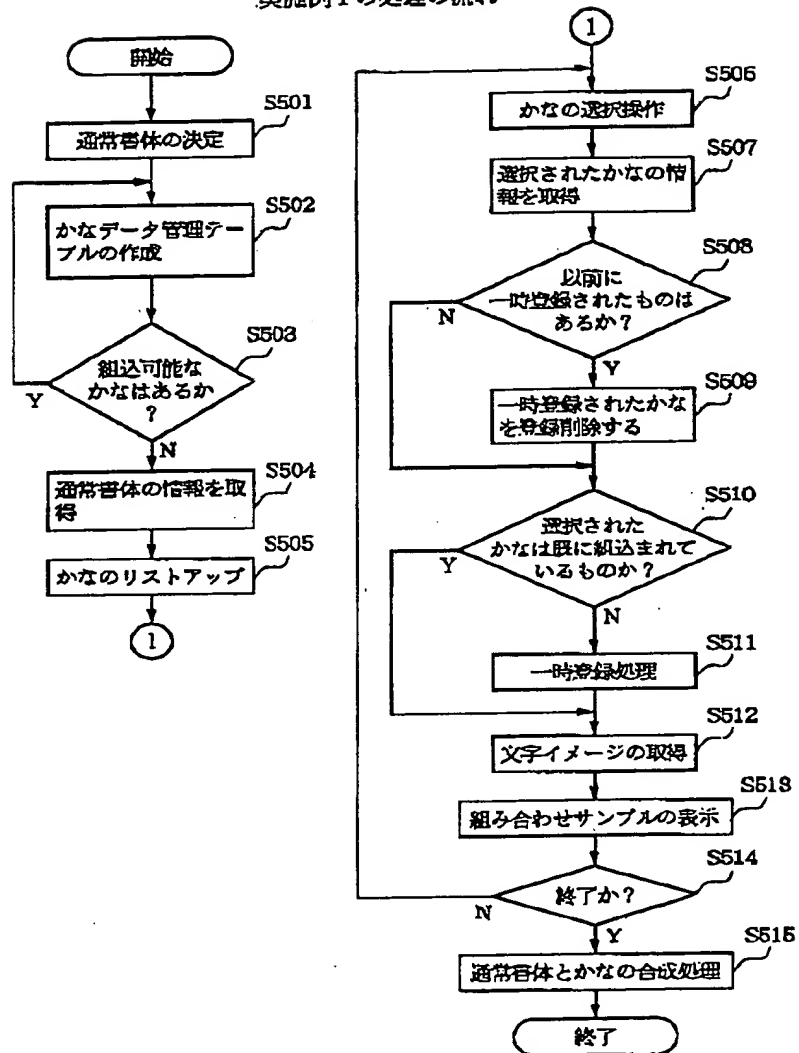 実施例1の処理の流れ
開始
S501
通常書体の決定
S502
かなデータ管理テー
ブルの作成
S503
組込可能な
かなはあるか
?
Y
N
S504
通常書体の情報を取
得
S505
かなのリストアップ
1
1
S506
かなの選択操作
S507
選択されたかなの情
報を取得
S508
以前に
一時登録されたものは
あるか?
N
Y
S509
一時登録されたかな
を登録削除する
S510
選択された
かなは既に組込まれて
いるものか?
Y
N
S511
一時登録処理
S512
文字イメージの取得
S513
組み合わせサンプルの表示
S514
終了か?
N
Y
S515
通常書体とかなの合成処理
終了